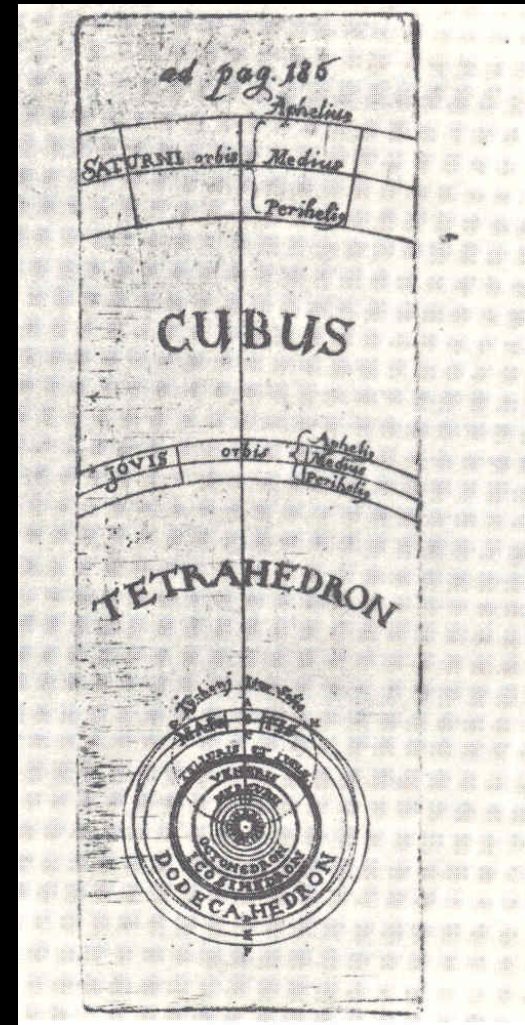 ad pag. 186
Aphelius
SATURNI orbis Medius
Perihelis
CUBUS
Aphelis
JOVIS orbis Medius
Perihelis
TETRAHEDRON
TELLURIS ET
VENERIS
OCTOHEDRON
ICOSIHEDRON
DODECAHEDRON